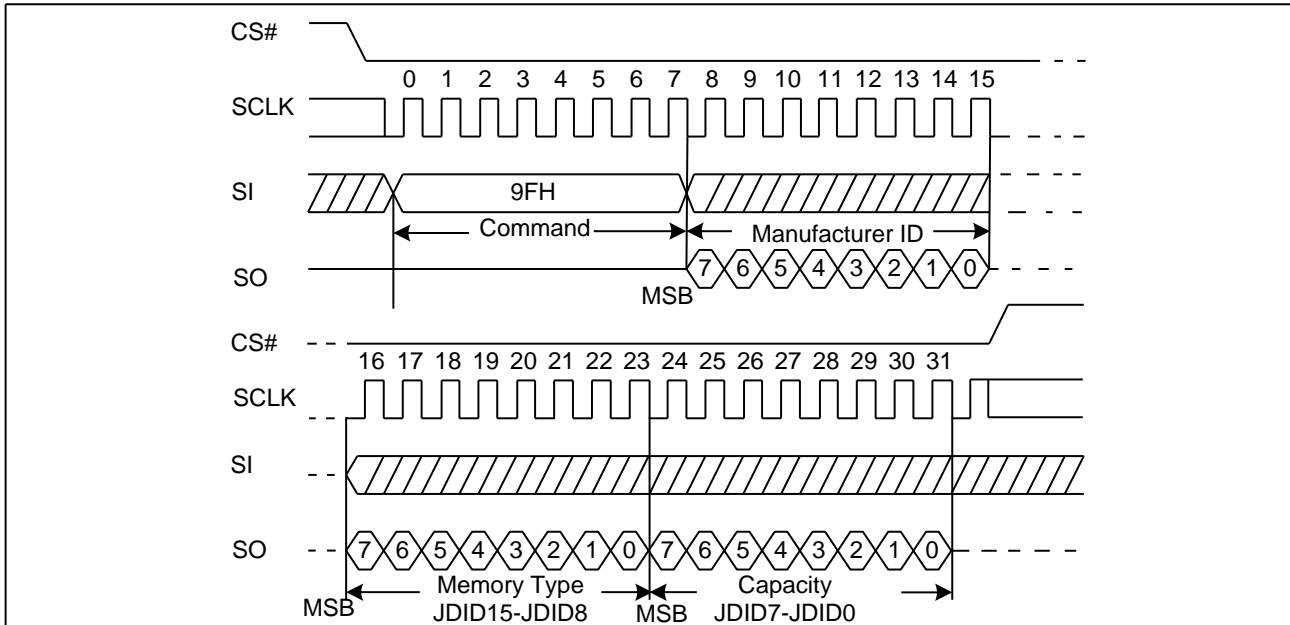 CS#
0 1 2 3 4 5 6 7 8 9 10 11 12 13 14 15
SCLK
SI 9FH
Command Manufacturer ID
SO 7 6 5 4 3 2 1 0
MSB
CS#
16 17 18 19 20 21 22 23 24 25 26 27 28 29 30 31
SCLK
SI
SO 7 6 5 4 3 2 1 0 7 6 5 4 3 2 1 0
Memory Type Capacity
MSB JDID15-JDID8 MSB JDID7-JDID0